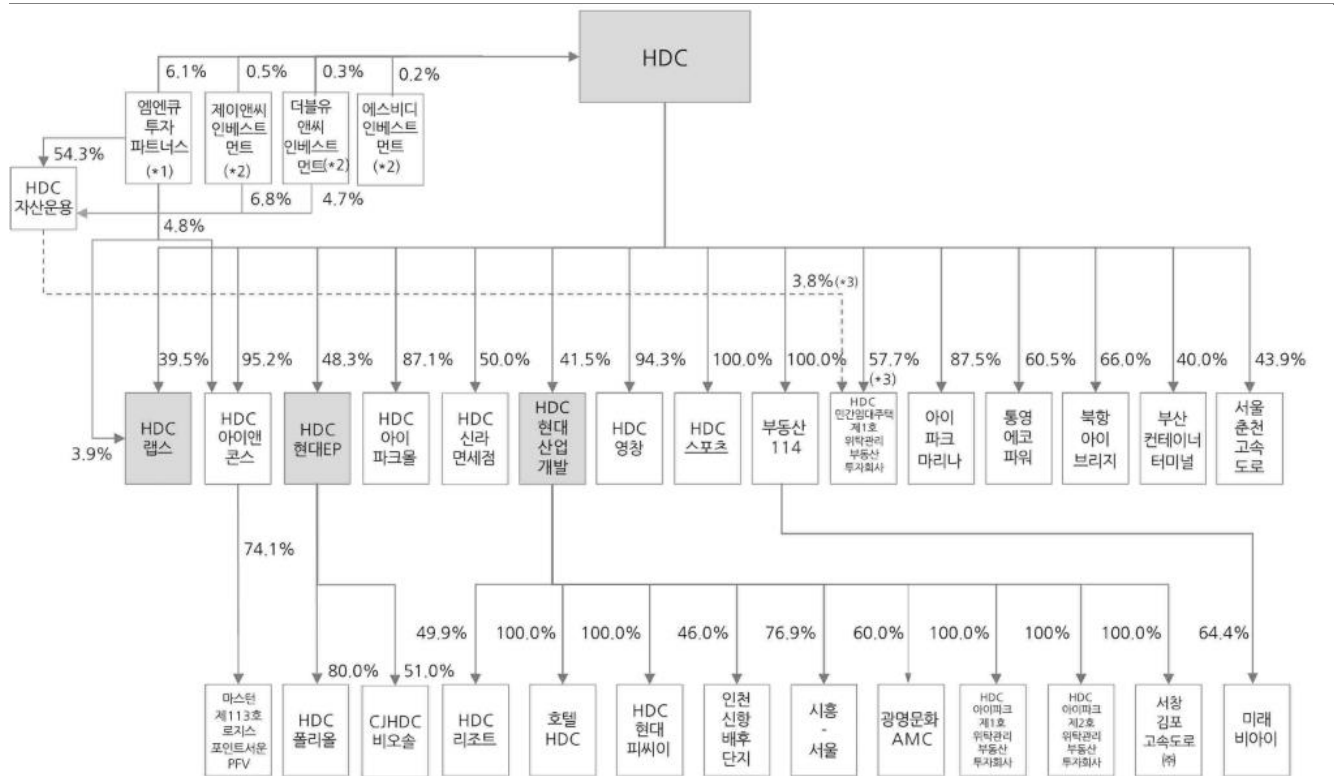 HDC
6.1%
0.5%
0.3%
0.2%
엠엔큐
투자
파트너스
(*1)
제이앤씨
인베스트
먼트
(*2)
더블유
앤씨
인베스트
먼트(*2)
에스비디
인베스트
먼트
(*2)
54.3%
HDC
자산운용
6.8%
4.7%
4.8%
3.8%(*3)
39.5%
95.2%
48.3%
87.1%
50.0%
41.5%
94.3%
100.0%
100.0%
57.7%
(*3)
87.5%
60.5%
66.0%
40.0%
43.9%
3.9%
HDC
랩스
HDC
아이앤
콘스
HDC
현대EP
HDC
아이
파크몰
HDC
신라
면세점
HDC
현대
산업
개발
HDC
영창
HDC
스포츠
부동산
114
HDC
민간임대주택
제1호
위탁관리
부동산
투자회사
아이
파크
마리나
통영
에코
파워
북항
아이
브리지
부산
컨테이너
터미널
서울
춘천
고속
도로
74.1%
80.0%
51.0%
49.9%
100.0%
100.0%
46.0%
76.9%
60.0%
100.0%
100%
100.0%
64.4%
마스턴
제113호
로지스
포인트서운
PFV
HDC
폴리올
CJHDC
비오솔
HDC
리조트
호텔
HDC
HDC
현대
피씨이
인천
신항
배후
단지
시흥
-
서울
광명문화
AMC
HDC
아이파크
제1호
위탁관리
부동산
투자회사
HDC
아이파크
제2호
위탁관리
부동산
투자회사
서창
김포
고속도로
㈜
미래
비아이